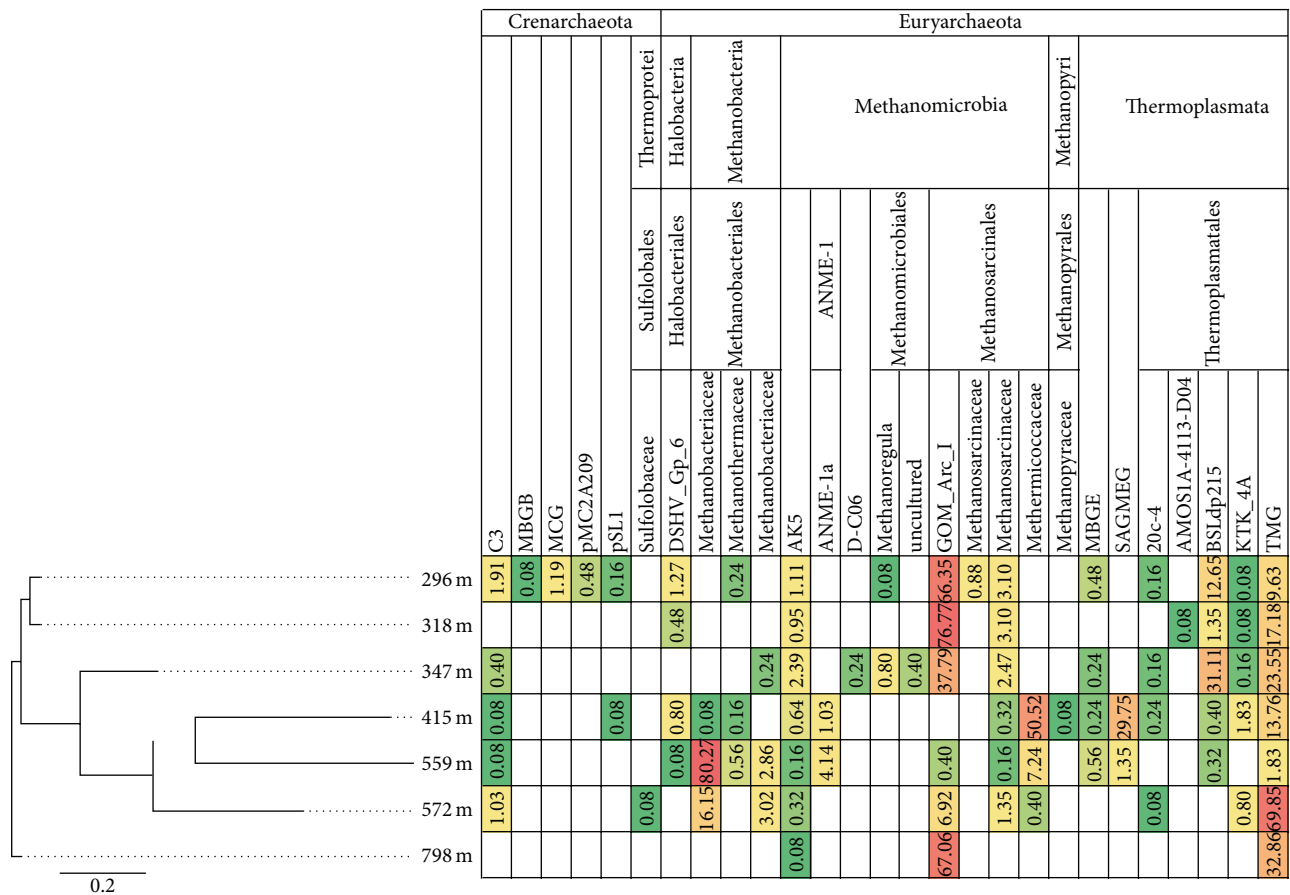 Crenarchaeota Euryarchaeota
Thermoprotei Halobacteria Methanobacteria Methanomicrobia Methanopyri Thermoplasmata
Sulfolobales Halobacteriales Methanobacteriales ANME-1 Methanomicrobiales Methanosarcinales Methanopyrales Thermoplasmatales
C3 MBGB MCG pMC2A209 pSL1 Sulfolobaceae DSHV_Gp_6 Methanobacteriaceae Methanothermaceae Methanobacteriaceae AK5 ANME-1a D-C06 Methanoregula uncultured GOM_Arc_I Methanosarcinaceae Methanosarcinaceae Methermicoccaceae Methanopyraceae MBGE SAGMEG 20c-4 AMOS1A-4113-D04 BSLdp215 KTK_4A TMG
296 m 1.91 0.08 1.19 0.48 0.16 1.27 0.24 1.11 0.08 66.35 0.88 3.10 0.48 0.16 12.65 0.08 9.63
318 m 0.48 0.95 76.77 3.10 0.08 1.35 0.08 17.18
347 m 0.40 0.24 2.39 0.24 0.80 0.40 37.79 2.47 0.24 0.16 31.11 0.16 23.55
415 m 0.08 0.08 0.80 0.08 0.16 0.64 1.03 0.32 50.52 0.08 0.24 29.75 0.24 0.40 1.83 13.76
559 m 0.08 0.08 80.27 0.56 2.86 0.16 4.14 0.40 0.16 7.24 0.56 1.35 0.32 1.83
572 m 1.03 0.08 16.15 3.02 0.32 6.92 1.35 0.40 0.08 0.80 69.85
798 m 0.08 67.06 32.86
0.2